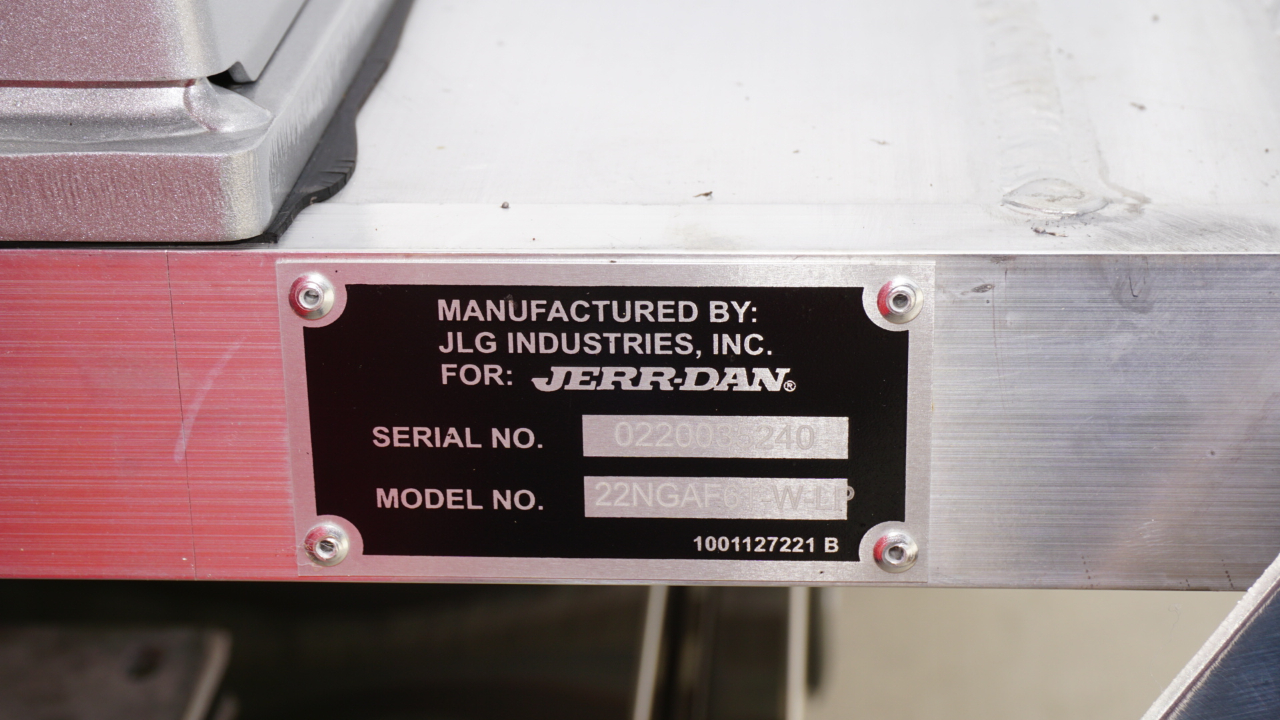 MANUFACTURED BY:
JLG INDUSTRIES, INC.
FOR: JERR-DAN®
SERIAL NO.
MODEL NO.
1001127221 B